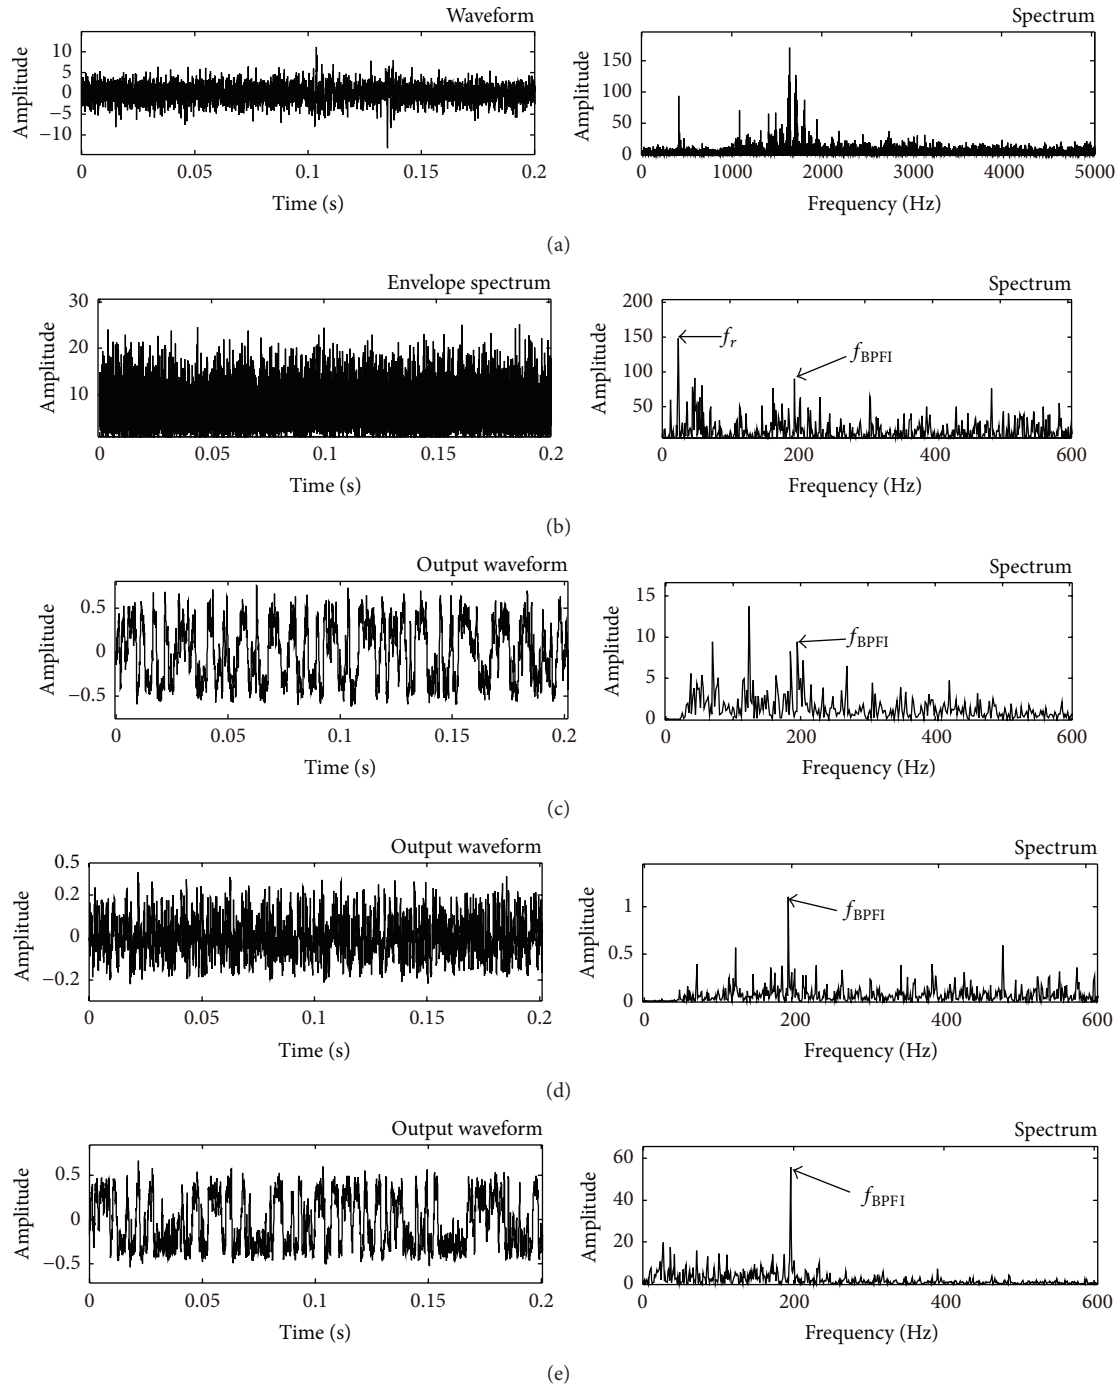 Waveform
Amplitude
10
5
0
−5
−10
0 0.05 0.1 0.15 0.2
Time (s)
Spectrum
Amplitude
150
100
50
0
0 1000 2000 3000 4000 5000
Frequency (Hz)
(a)
Envelope spectrum
Amplitude
30
20
10
0 0.05 0.1 0.15 0.2
Time (s)
Spectrum
Amplitude
200
150
100
50
fr
fBPFI
0 200 400 600
Frequency (Hz)
(b)
Output waveform
Amplitude
0.5
0
−0.5
0 0.05 0.1 0.15 0.2
Time (s)
Spectrum
Amplitude
15
10
5
0
fBPFI
0 200 400 600
Frequency (Hz)
(c)
Output waveform
Amplitude
0.5
0.2
0
−0.2
0 0.05 0.1 0.15 0.2
Time (s)
Spectrum
Amplitude
1
0.5
0
fBPFI
0 200 400 600
Frequency (Hz)
(d)
Output waveform
Amplitude
0.5
0
−0.5
0 0.05 0.1 0.15 0.2
Time (s)
Spectrum
Amplitude
60
40
20
0
fBPFI
0 200 400 600
Frequency (Hz)
(e)